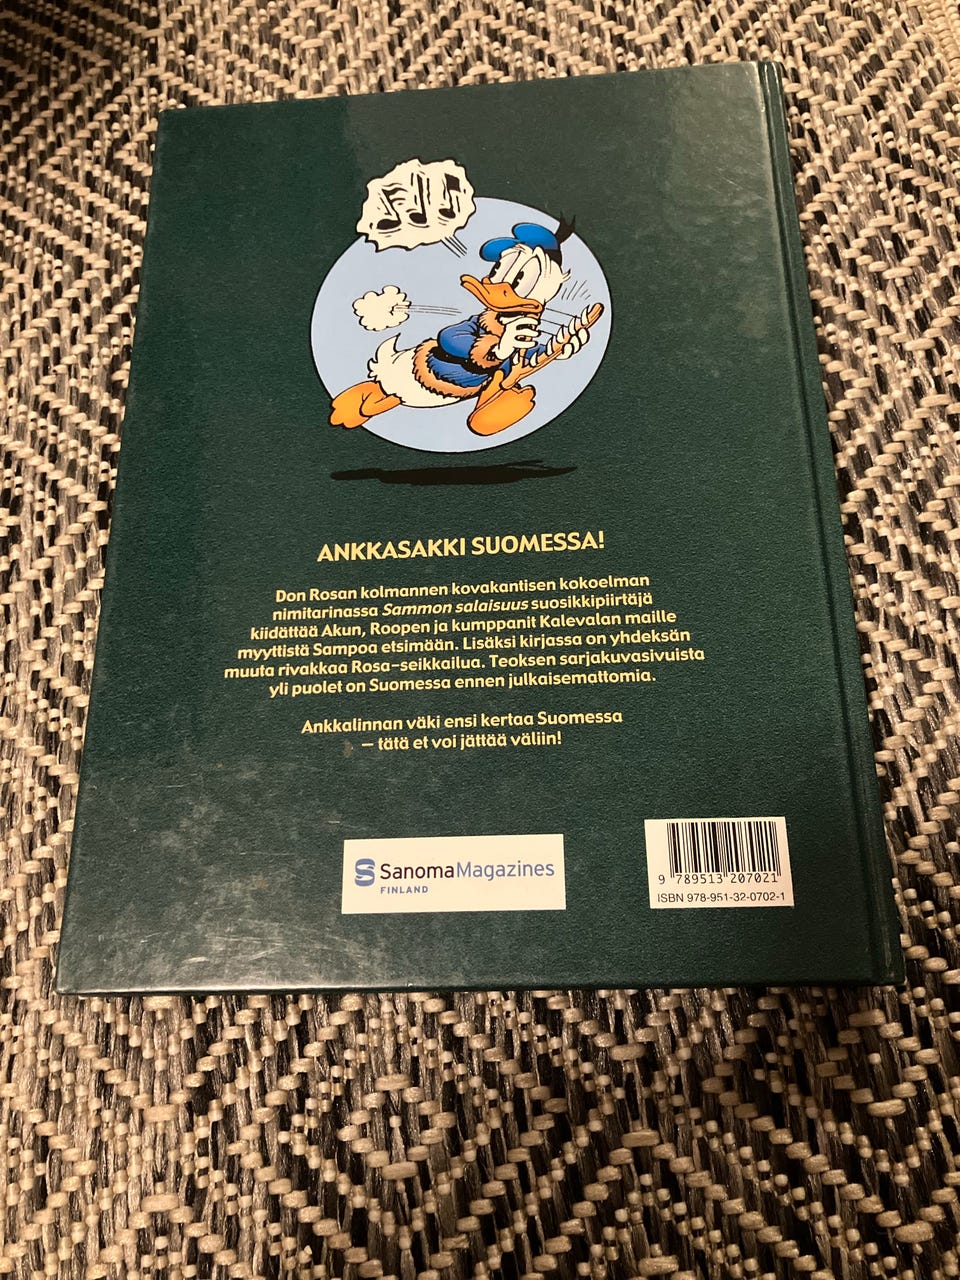 ANKKASAKKI SUOMESSA!
Don Rosan kolmannen kovakantisen kokoelman
nimitarinassa Sammon salaisuus suosikkipiirtäjä
kiidättää Akun, Roopen ja kumppanit Kalevalan maille
myyttistä Sampoa etsimään. Lisäksi kirjassa on yhdeksän
muuta rivakkaa Rosa-seikkailua. Teoksen sarjakuvasivuista
yli puolet on Suomessa ennen julkaisemattomia.
Ankkalinnan väki ensi kertaa Suomessa
– tätä et voi jättää väliin!
SanomaMagazines
FINLAND
9 789513 207021
ISBN 978-951-32-0702-1